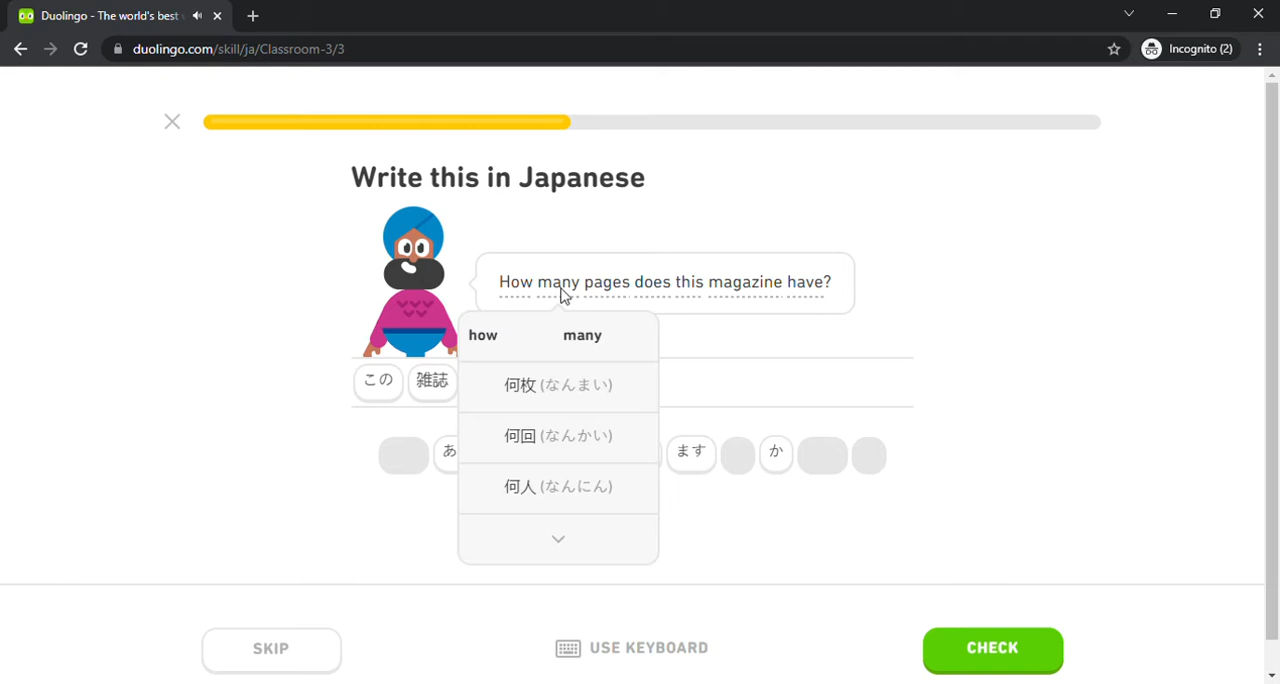 Duolingo - The world's best
duolingo.com/skill/ja/Classroom-3/3
Incognito (2)
Write this in Japanese
How many pages does this magazine have?
how many
何枚 (なんまい)
何回 (なんかい)
何人 (なんにん)
この 雑誌
あ ます か
SKIP
USE KEYBOARD
CHECK